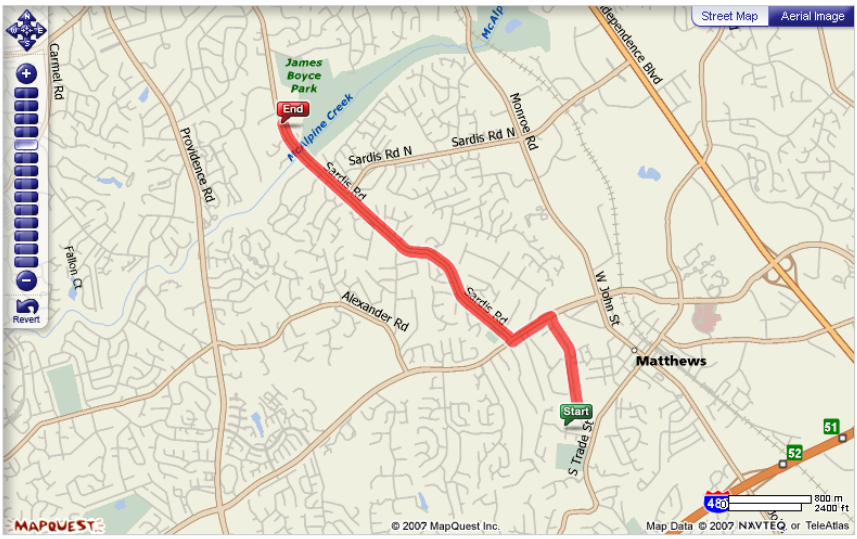 Street Map
Aerial Image
N
W
E
S
Carmel Rd
James
Boyce
Park
McAlpi
Independence Blvd
End
McAlpine Creek
Monroe Rd
Sardis Rd N
Sardis Rd N
Providence Rd
Sardis Rd
Fallon Ct
Revert
Alexander Rd
Sardis Rd
W John St
Matthews
Start
S Trade St
51
52
480
800 m
2400 ft
MAPQUEST
© 2007 MapQuest Inc.
Map Data © 2007 NAVTEQ or TeleAtlas